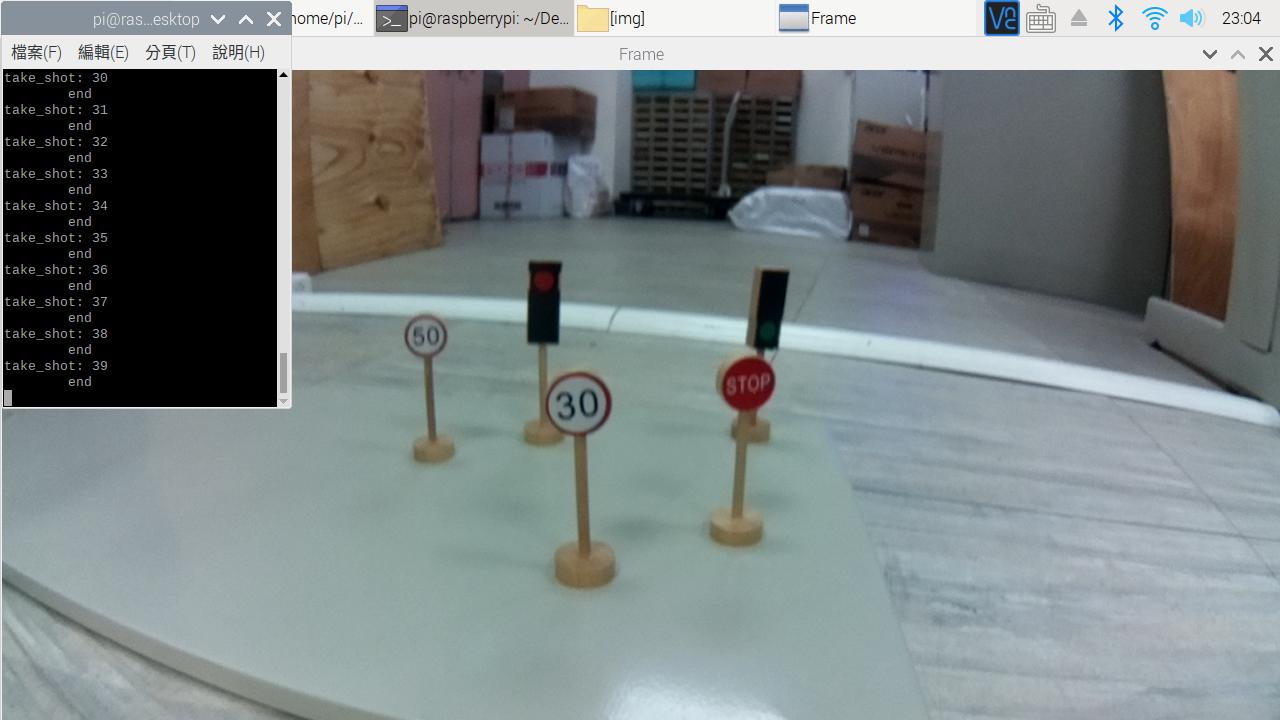 pi@ras...esktop
home/pi/...
pi@raspberrypi: ~/De...
[img]
Frame
23:04
檔案(F) 編輯(E) 分頁(T) 說明(H)
Frame
take_shot: 30
end
take_shot: 31
end
take_shot: 32
end
take_shot: 33
end
take_shot: 34
end
take_shot: 35
end
take_shot: 36
end
take_shot: 37
end
take_shot: 38
end
take_shot: 39
end
50
30
STOP